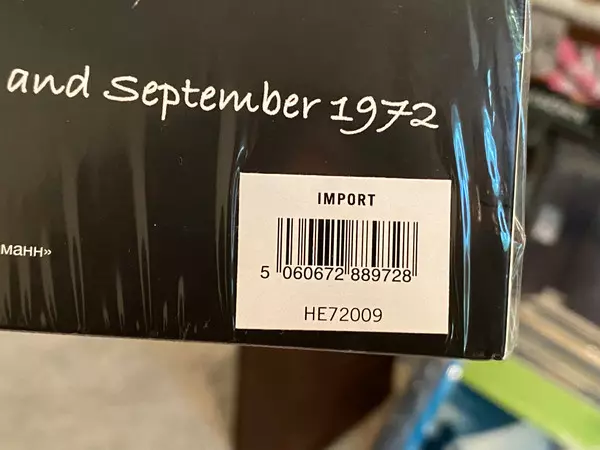 and September 1972
IMPORT
манн»
5 060672 889728
HE72009